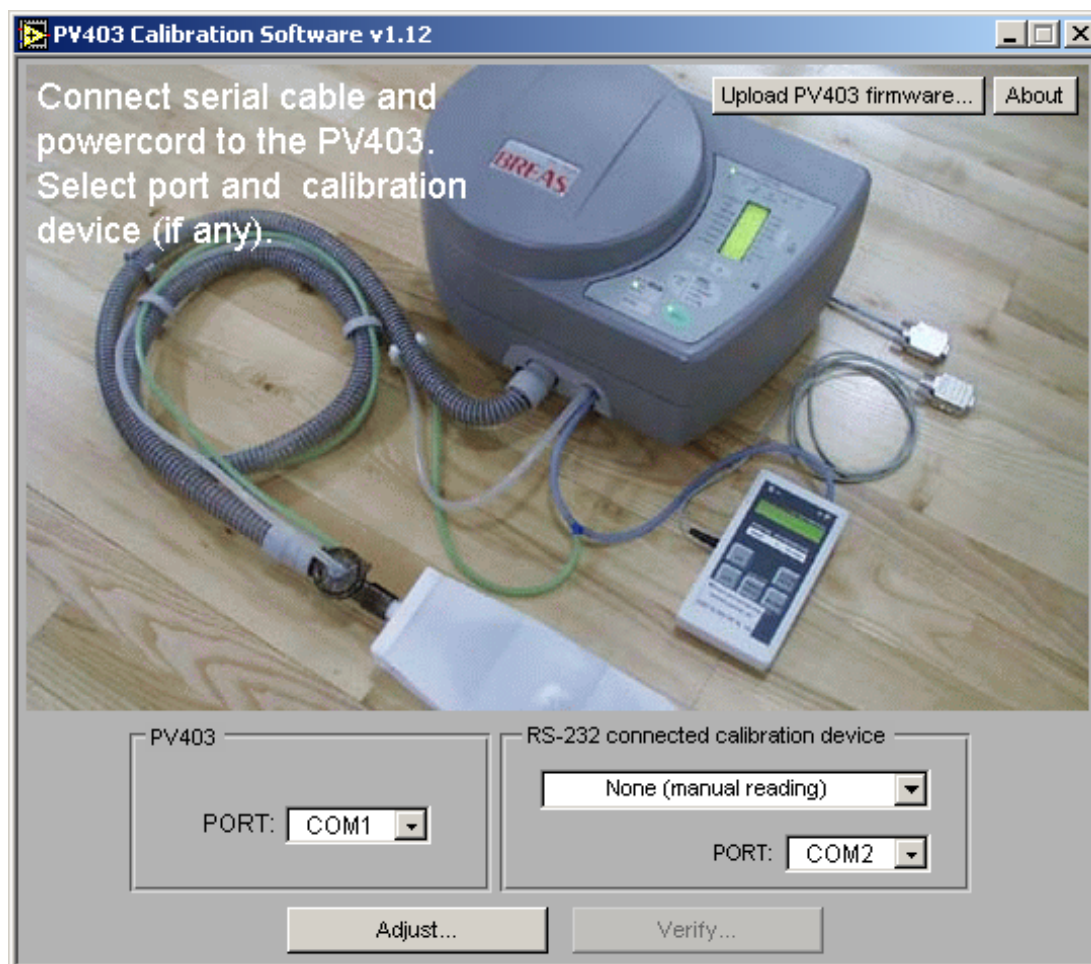 PV403 Calibration Software v1.12
Connect serial cable and
powercord to the PV403.
Select port and calibration
device (if any).
Upload PV403 firmware...
About
BREAS
PV403
PORT:
COM1
RS-232 connected calibration device
None (manual reading)
PORT:
COM2
Adjust...
Verify...